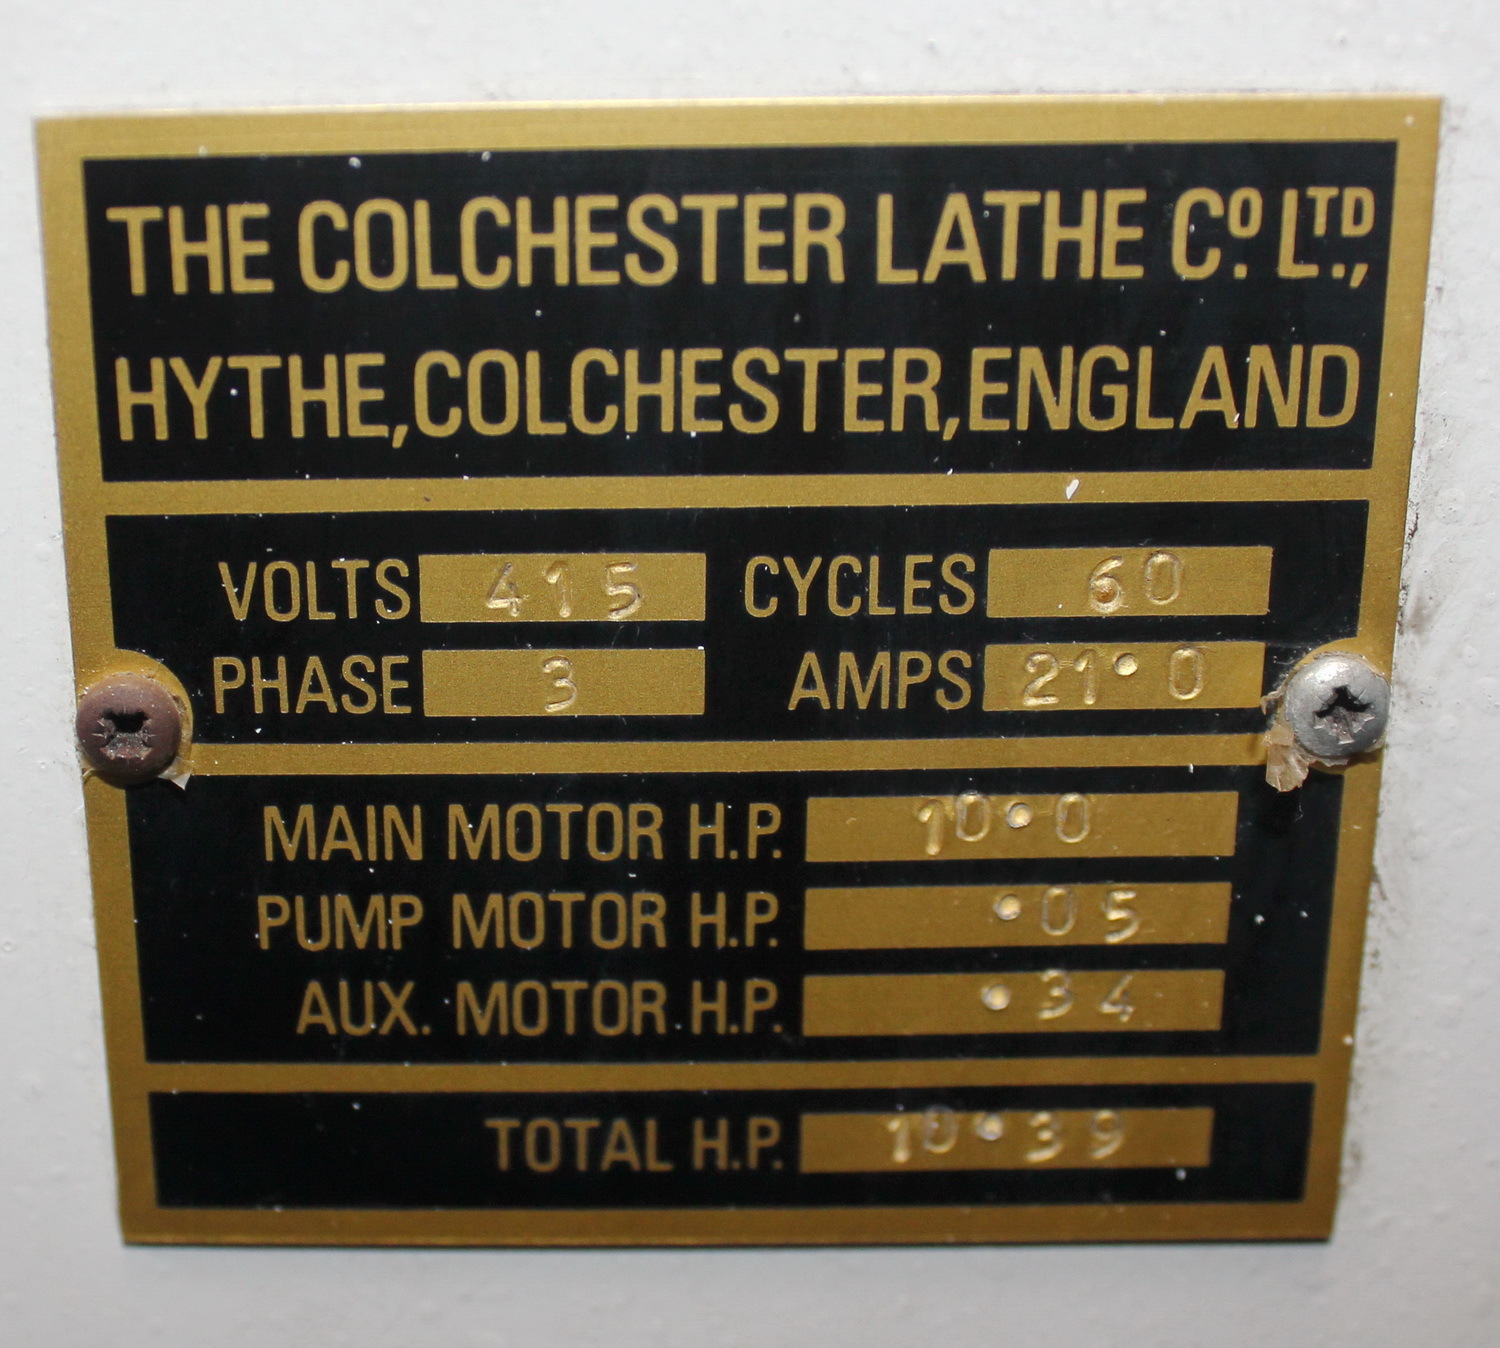 THE COLCHESTER LATHE Cº. LTD.,
HYTHE, COLCHESTER, ENGLAND
VOLTS 415 CYCLES 60
PHASE 3 AMPS 21·0
MAIN MOTOR H.P. 10·0
PUMP MOTOR H.P. ·05
AUX. MOTOR H.P. ·34
TOTAL H.P. 10·39